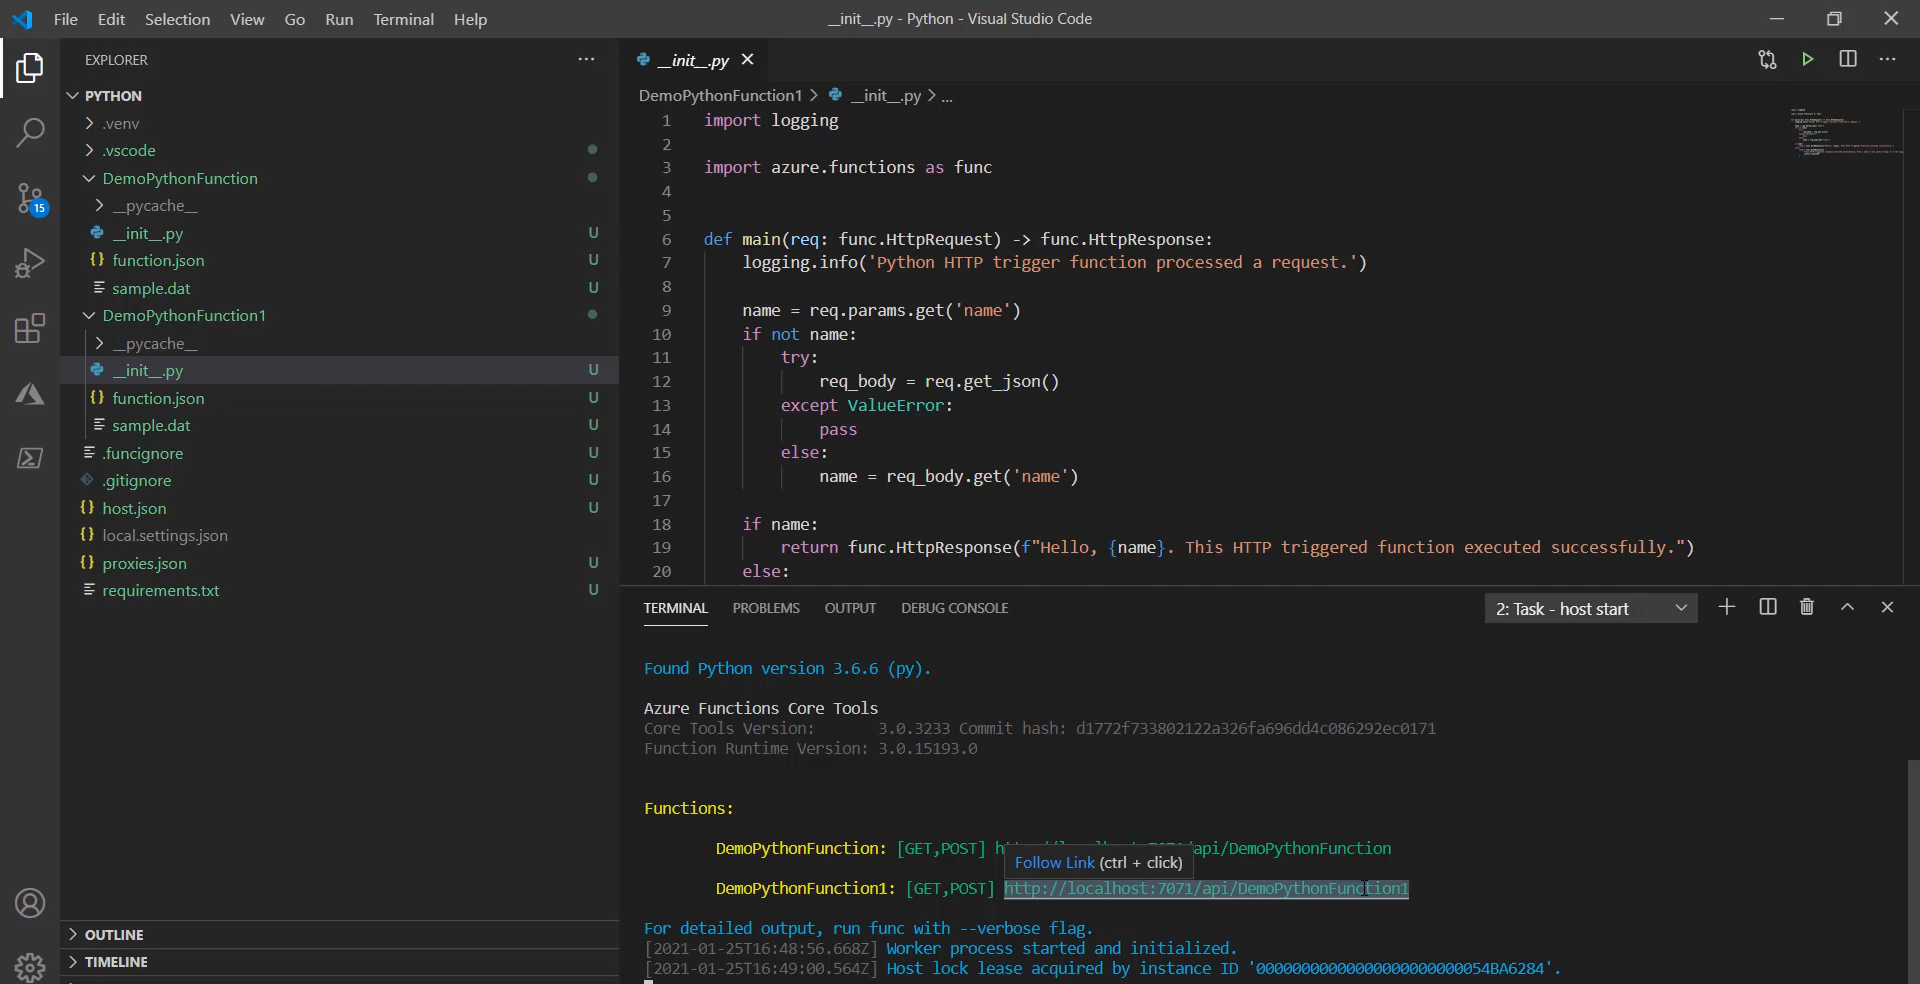 File Edit Selection View Go Run Terminal Help
__init__.py - Python - Visual Studio Code
EXPLORER
PYTHON
.venv
.vscode
DemoPythonFunction
__pycache__
__init__.py U
function.json U
sample.dat U
DemoPythonFunction1
__pycache__
__init__.py U
function.json U
sample.dat U
.funcignore U
.gitignore U
host.json U
local.settings.json
proxies.json U
requirements.txt U
OUTLINE
TIMELINE
15
__init__.py
DemoPythonFunction1 > __init__.py > ...
1 import logging
2
3 import azure.functions as func
4
5
6 def main(req: func.HttpRequest) -> func.HttpResponse:
7 logging.info('Python HTTP trigger function processed a request.')
8
9 name = req.params.get('name')
10 if not name:
11 try:
12 req_body = req.get_json()
13 except ValueError:
14 pass
15 else:
16 name = req_body.get('name')
17
18 if name:
19 return func.HttpResponse(f"Hello, {name}. This HTTP triggered function executed successfully.")
20 else:
TERMINAL PROBLEMS OUTPUT DEBUG CONSOLE
2: Task - host start
Found Python version 3.6.6 (py).
Azure Functions Core Tools
Core Tools Version: 3.0.3233 Commit hash: d1772f733802122a326fa696dd4c086292ec0171
Function Runtime Version: 3.0.15193.0
Functions:
DemoPythonFunction: [GET,POST] /api/DemoPythonFunction
Follow Link (ctrl + click)
DemoPythonFunction1: [GET,POST] http://localhost:7071/api/DemoPythonFunction1
For detailed output, run func with --verbose flag.
[2021-01-25T16:48:56.668Z] Worker process started and initialized.
[2021-01-25T16:49:00.564Z] Host lock lease acquired by instance ID '00000000000000000000000054BA6284'.